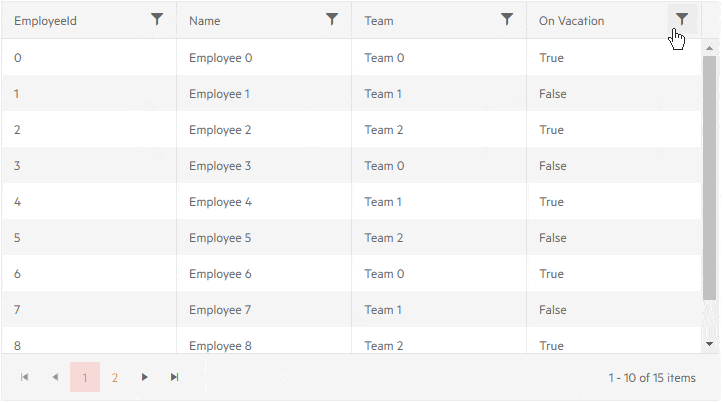 EmployeeId Name Team On Vacation
0 Employee 0 Team 0 True
1 Employee 1 Team 1 False
2 Employee 2 Team 2 True
3 Employee 3 Team 0 False
4 Employee 4 Team 1 True
5 Employee 5 Team 2 False
6 Employee 6 Team 0 True
7 Employee 7 Team 1 False
8 Employee 8 Team 2 True
1 2 1 - 10 of 15 items